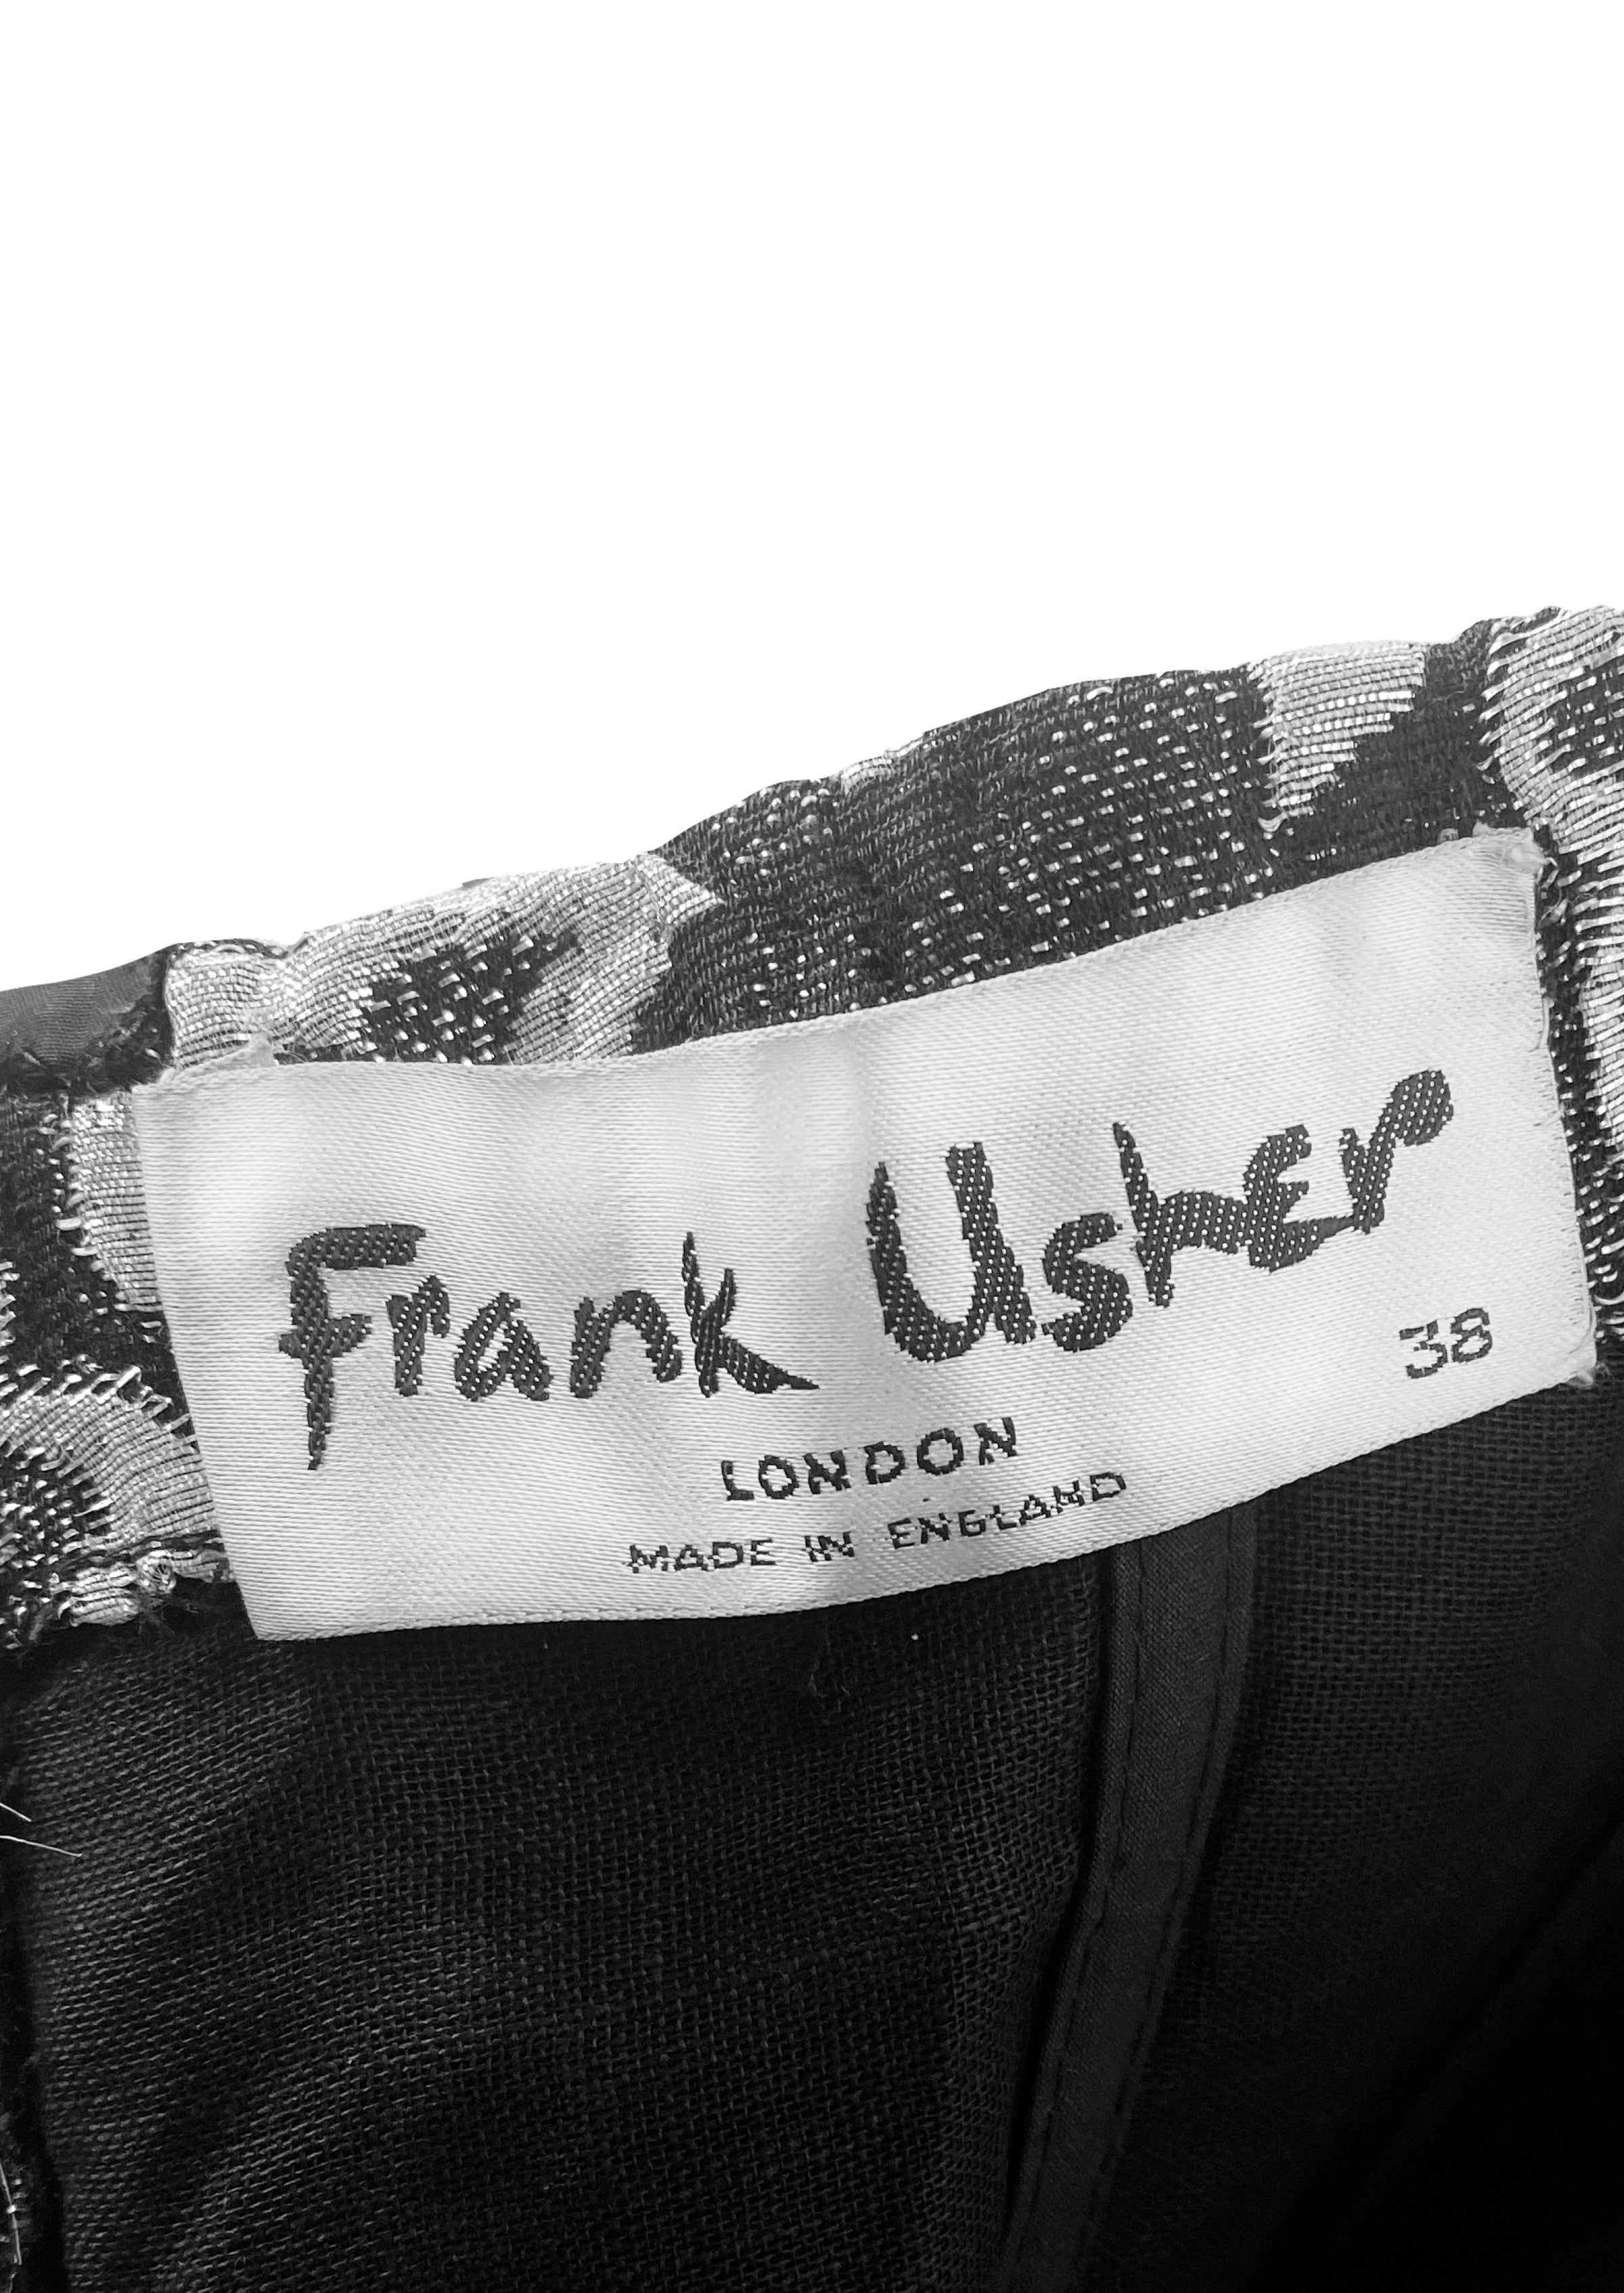 Frank Usher
38
LONDON
MADE IN ENGLAND